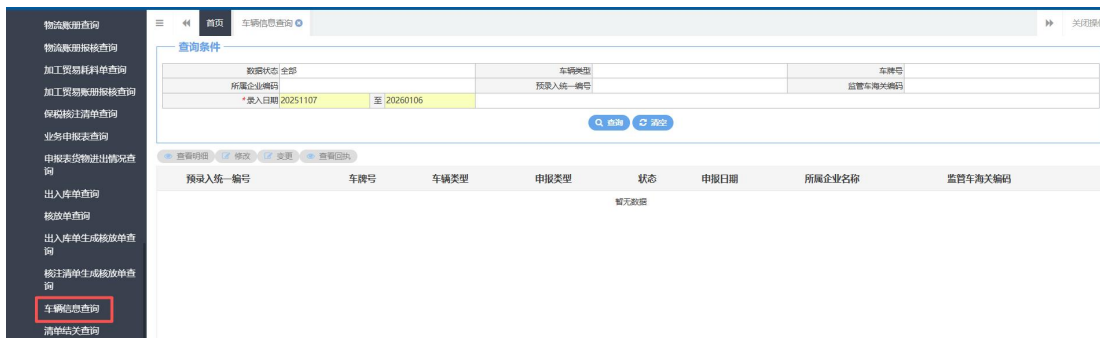 物流账册查询
物流账册报核查询
加工贸易耗料单查询
加工贸易账册报核查询
保税核注清单查询
业务申报表查询
申报表货物进出情况查
询
出入库单查询
核放单查询
出入库单生成核放单查
询
核注清单生成核放单查
询
车辆信息查询
清单结关查询
首页 车辆信息查询 关闭操
查询条件
数据状态 全部 车辆类型 车牌号
所属企业编码 预录入统一编号 监管车海关编码
*录入日期 20251107 至 20260106
查询 清空
查看明细 修改 变更 查看回执
预录入统一编号 车牌号 车辆类型 申报类型 状态 申报日期 所属企业名称 监管车海关编码
暂无数据